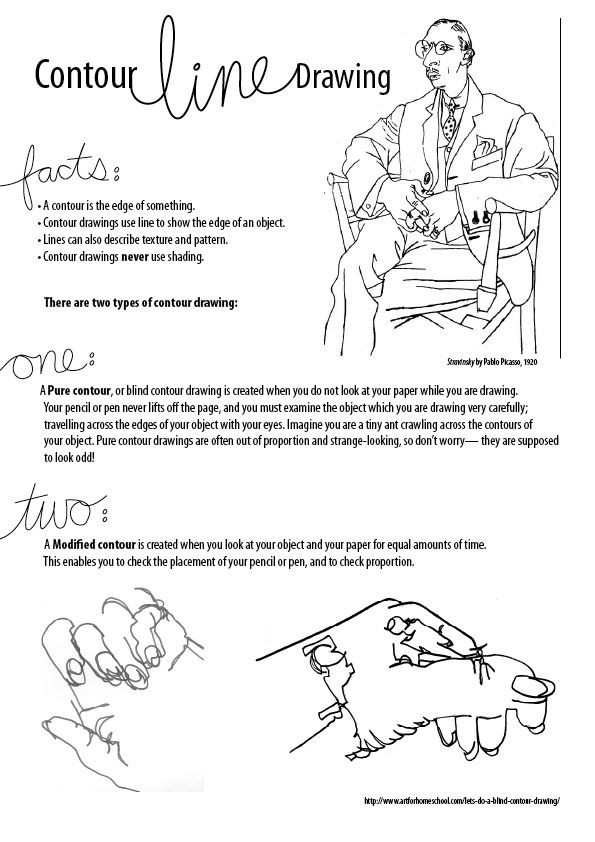 Contour line Drawing
facts:
• A contour is the edge of something.
• Contour drawings use line to show the edge of an object.
• Lines can also describe texture and pattern.
• Contour drawings never use shading.
There are two types of contour drawing:
Stravinsky by Pablo Picasso, 1920
one:
A Pure contour, or blind contour drawing is created when you do not look at your paper while you are drawing.
Your pencil or pen never lifts off the page, and you must examine the object which you are drawing very carefully;
travelling across the edges of your object with your eyes. Imagine you are a tiny ant crawling across the contours of
your object. Pure contour drawings are often out of proportion and strange-looking, so don't worry— they are supposed
to look odd!
two:
A Modified contour is created when you look at your object and your paper for equal amounts of time.
This enables you to check the placement of your pencil or pen, and to check proportion.
http://www.artforhomeschool.com/lets-do-a-blind-contour-drawing/